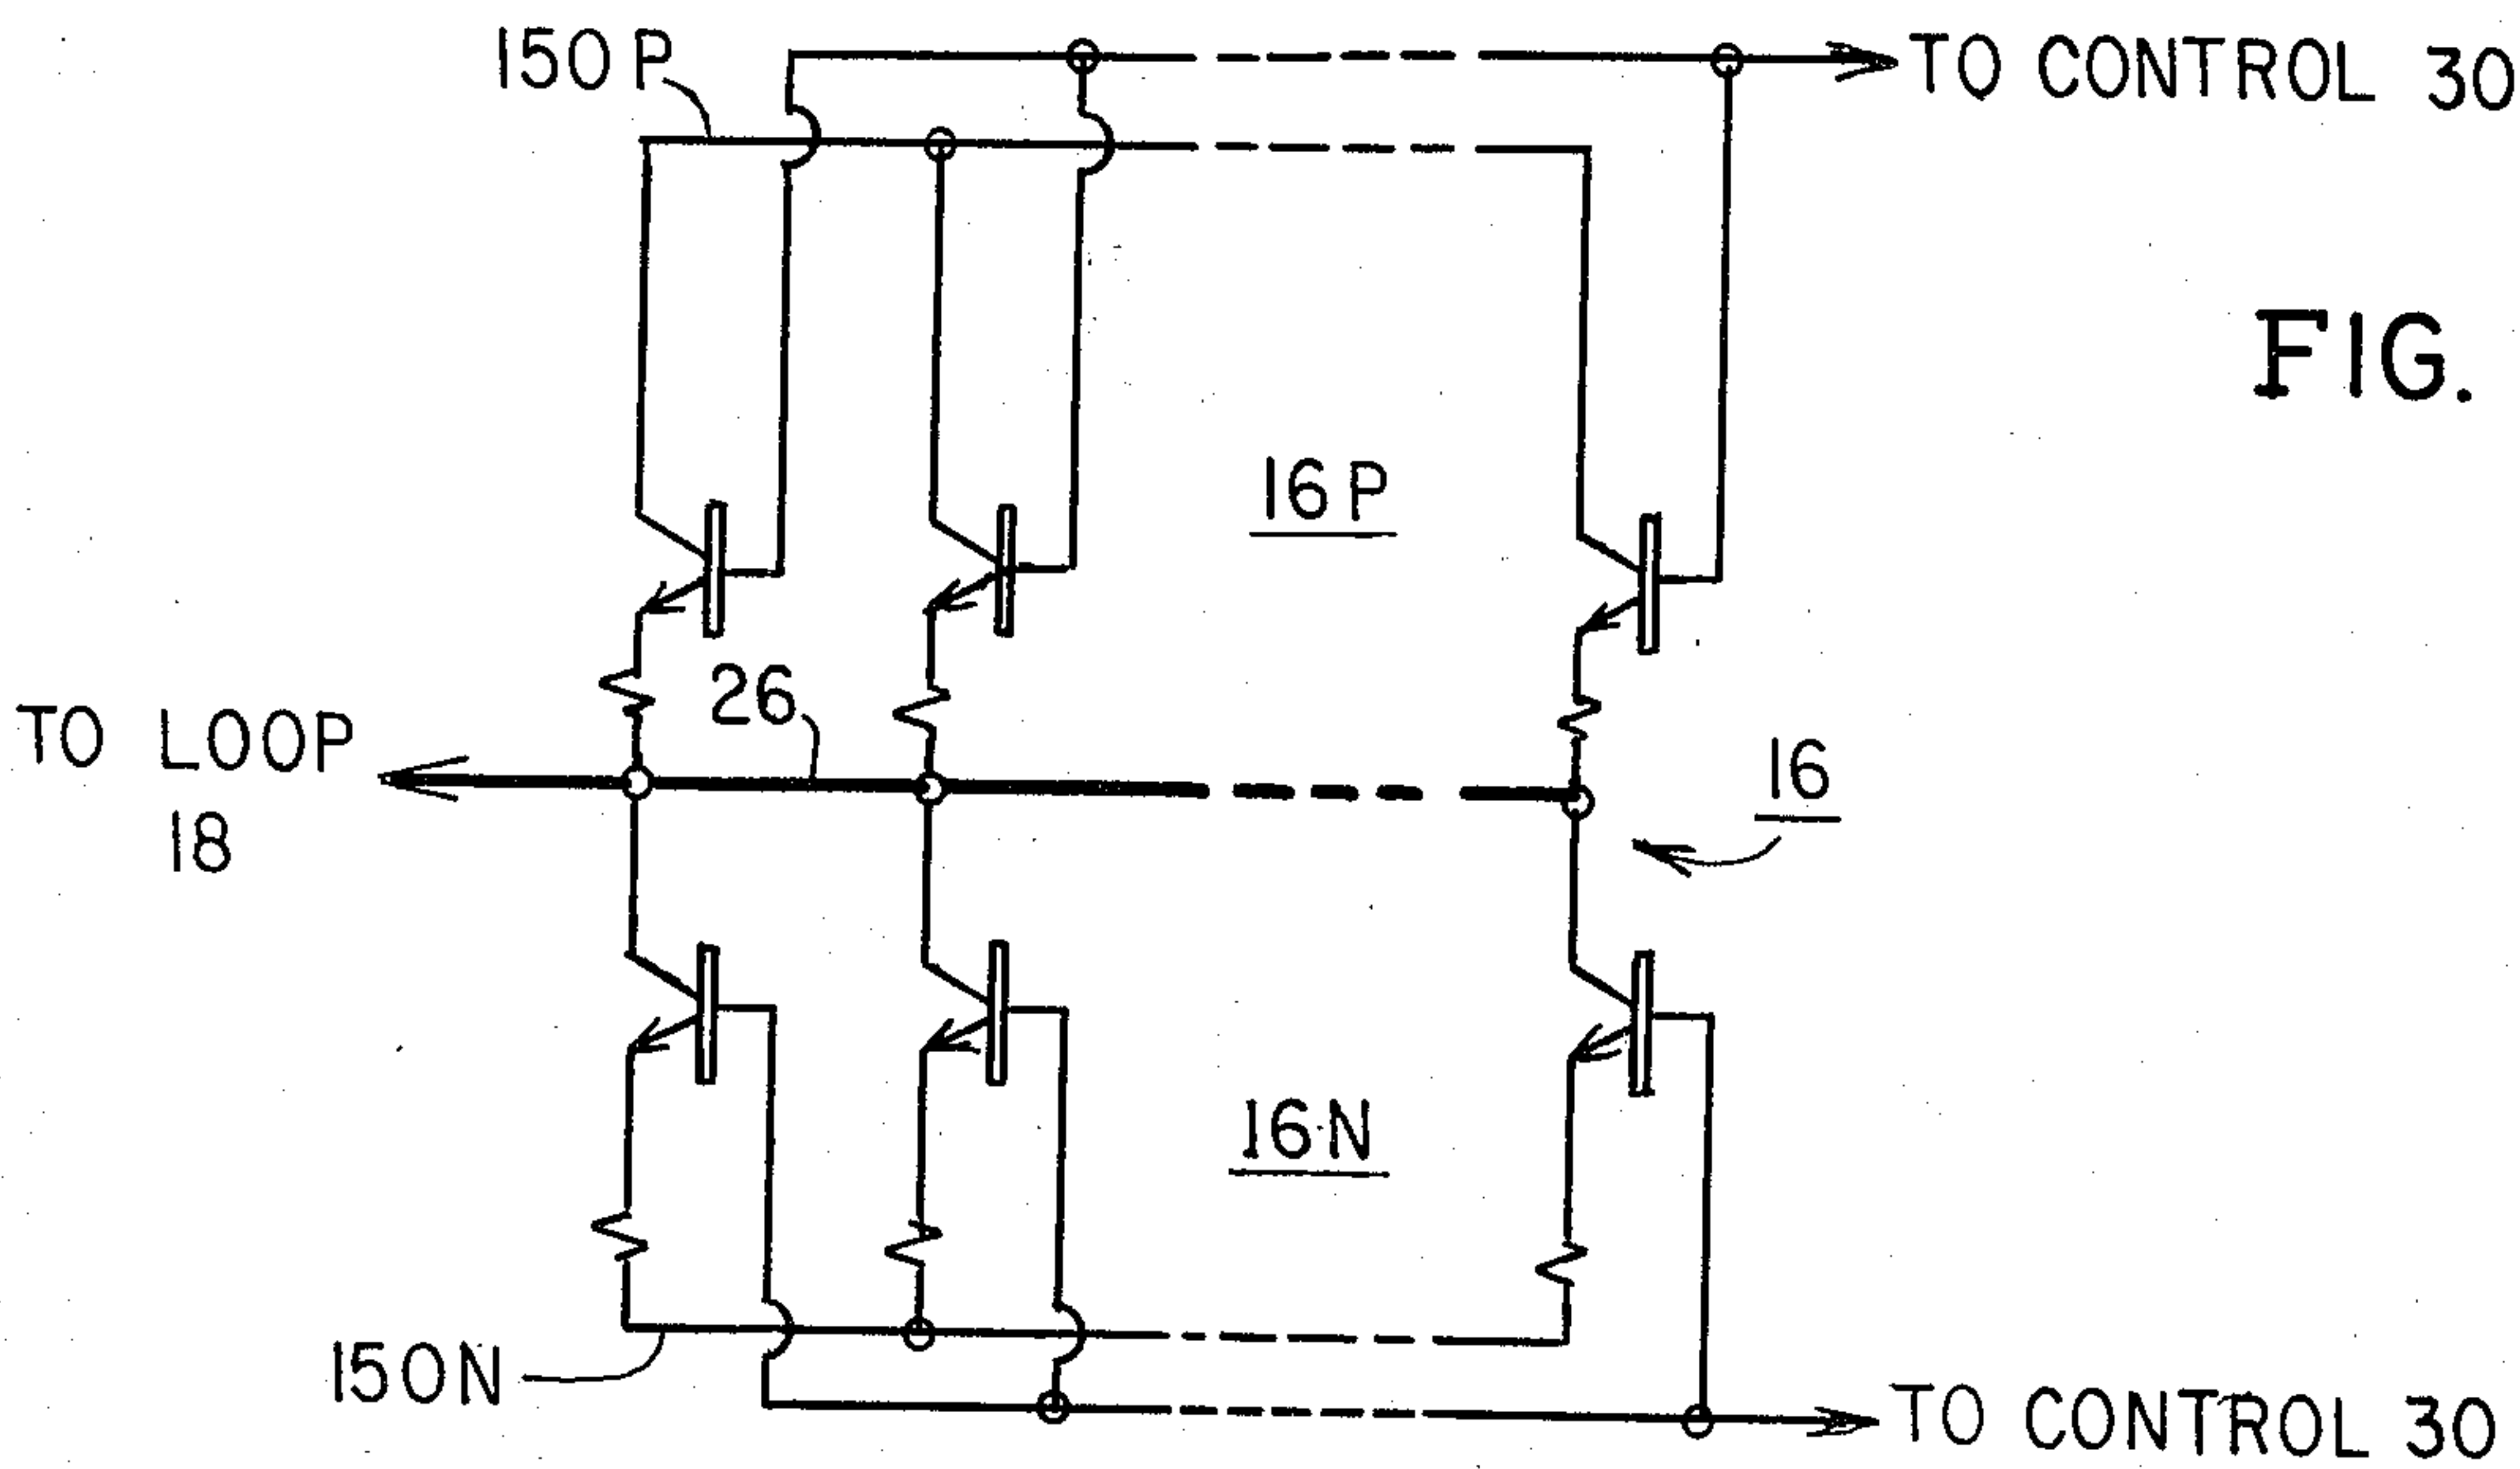 150P
TO CONTROL 30
FIG.
16P
26
TO LOOP
18
16
16N
150N
TO CONTROL 30